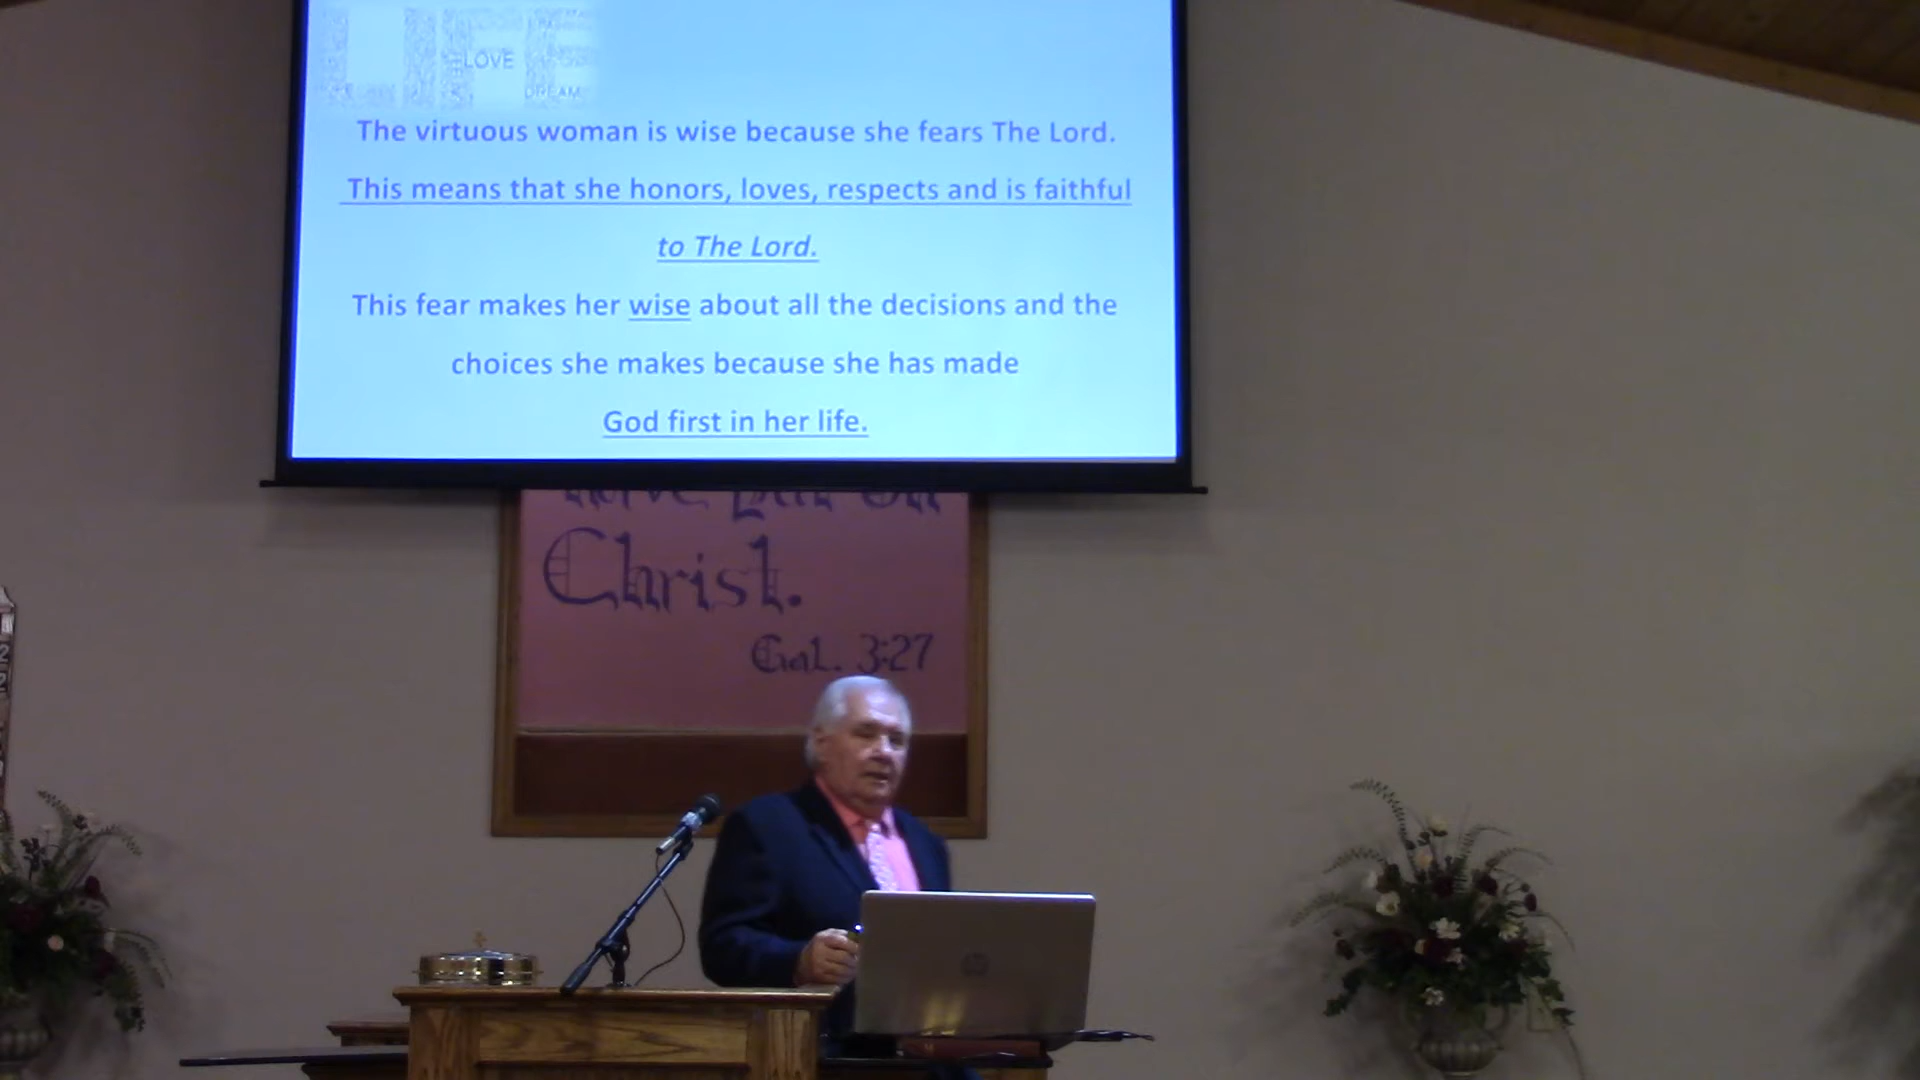 LOVE
DREAM
The virtuous woman is wise because she fears The Lord.
This means that she honors, loves, respects and is faithful
to The Lord.
This fear makes her wise about all the decisions and the
choices she makes because she has made
God first in her life.
Christ.
Gal. 3:27
hp